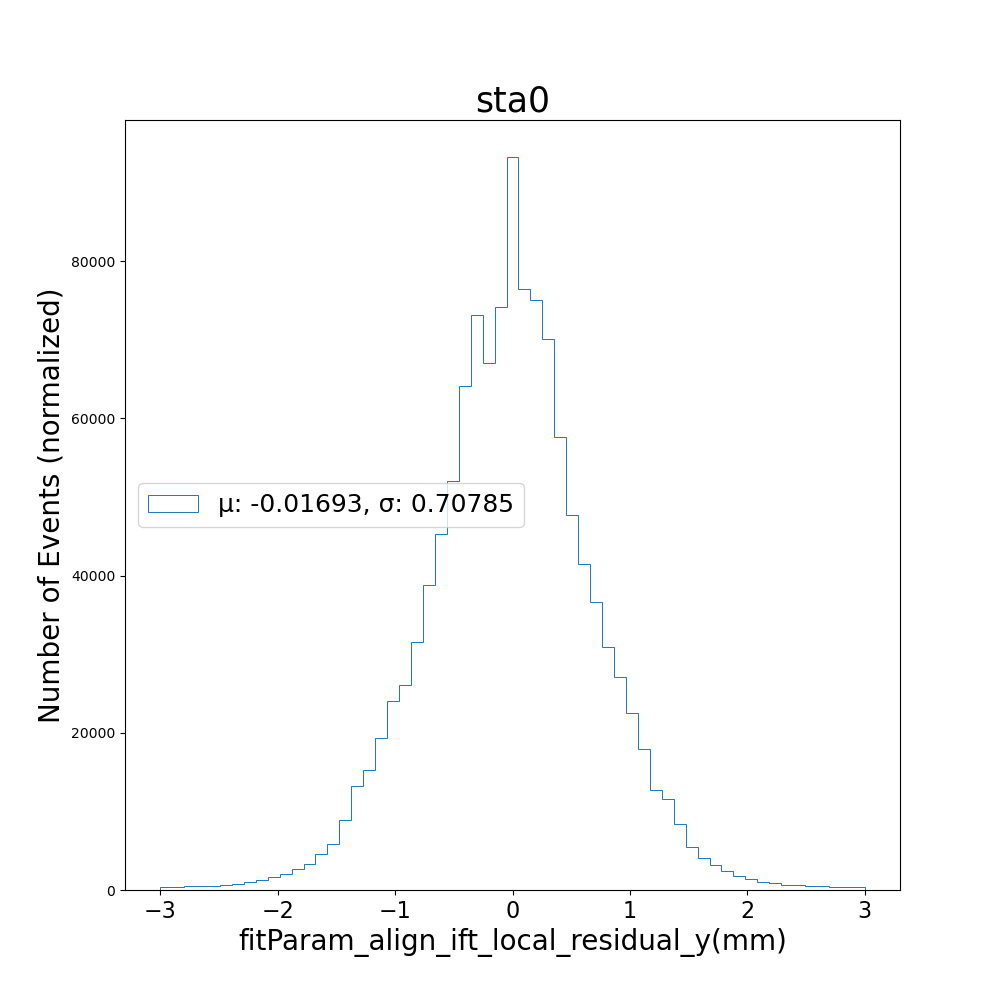 sta0
Number of Events (normalized)
80000
60000
40000
20000
0
μ: -0.01693, σ: 0.70785
−3 −2 −1 0 1 2 3
fitParam_align_ift_local_residual_y(mm)